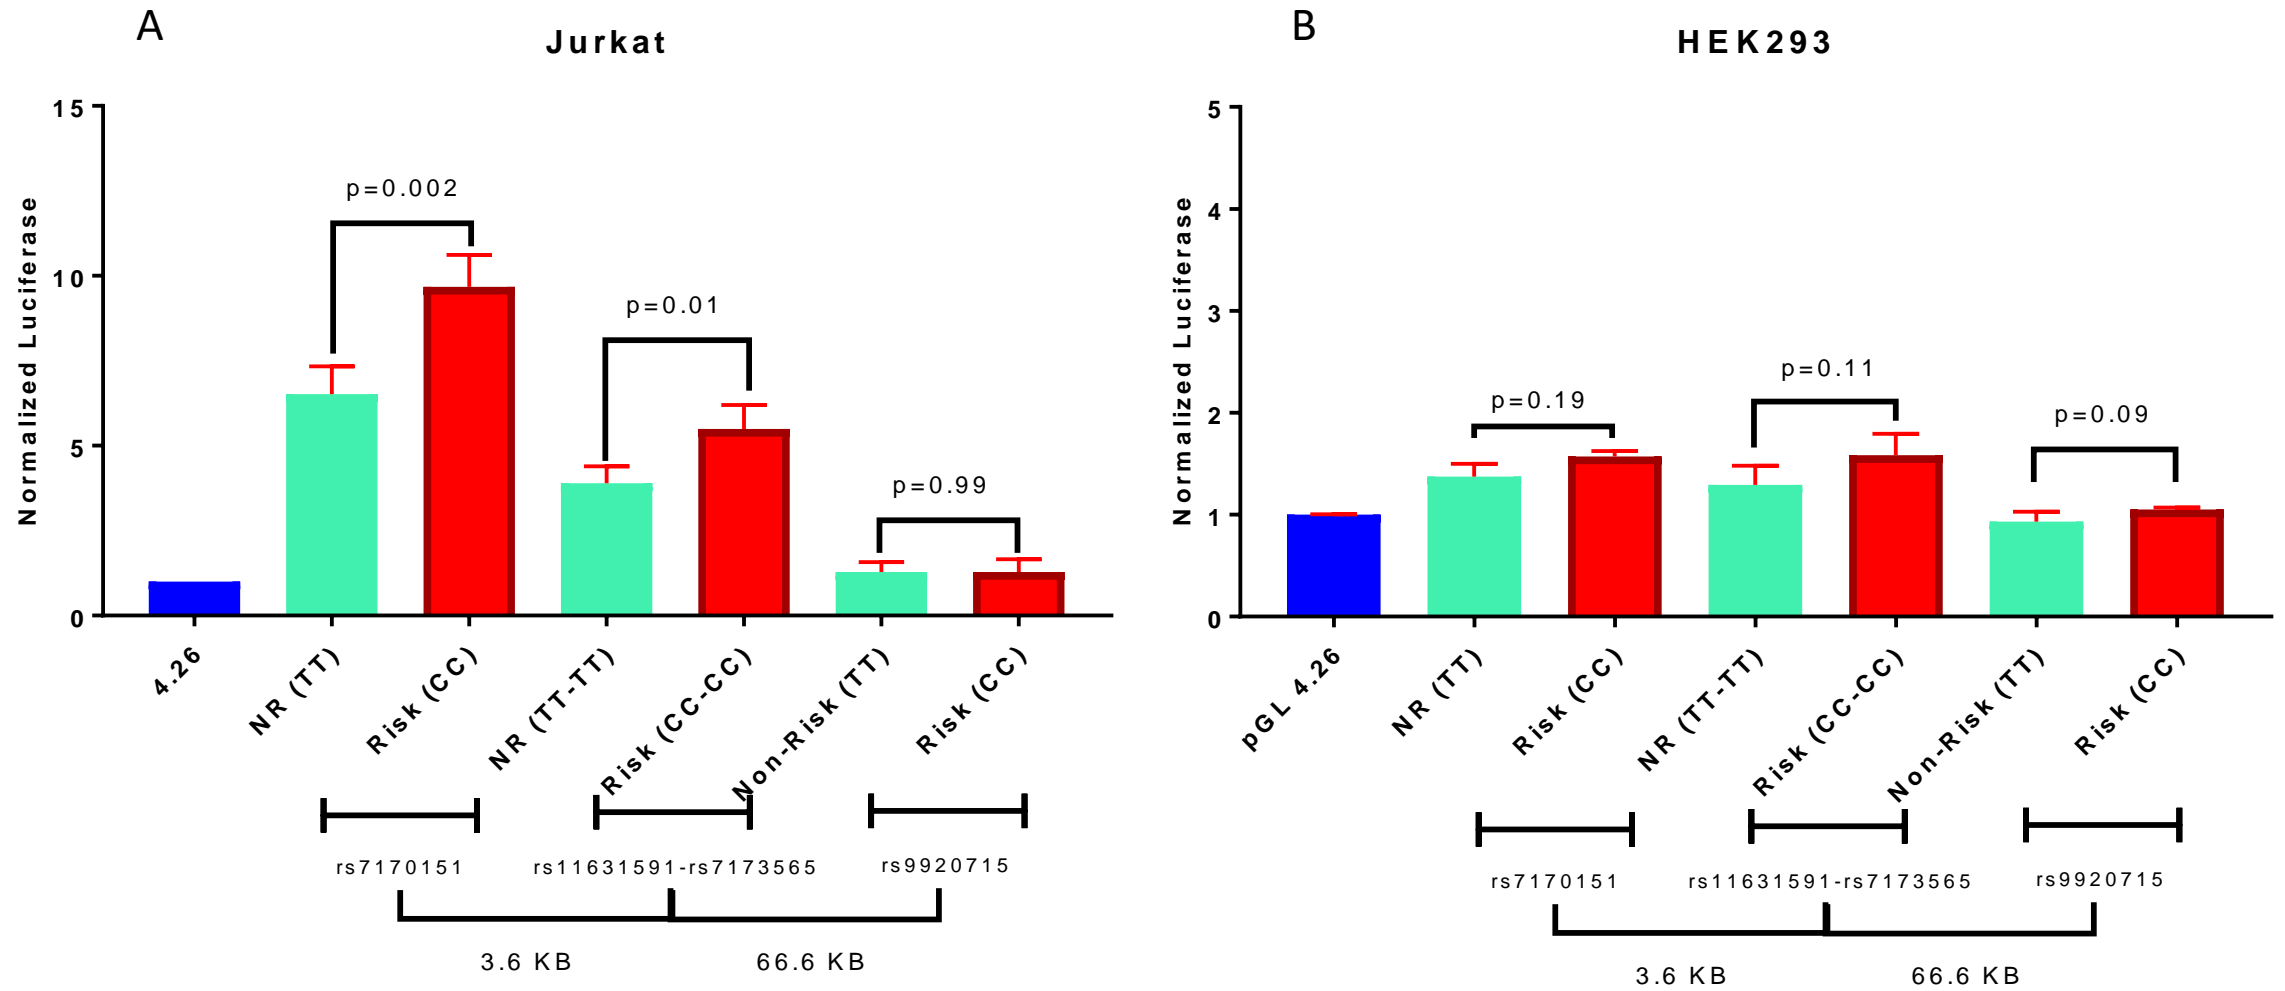 A
Jurkat
Normalized Luciferase
15
10
5
0
p=0.002
p=0.01
p=0.99
4.26
NR (TT)
Risk (CC)
NR (TT-TT)
Risk (CC-CC)
Non-Risk (TT)
Risk (CC)
rs7170151
rs11631591-rs7173565
rs9920715
3.6 KB
66.6 KB
B
HEK293
Normalized Luciferase
5
4
3
2
1
0
p=0.19
p=0.11
p=0.09
pGL 4.26
NR (TT)
Risk (CC)
NR (TT-TT)
Risk (CC-CC)
Non-Risk (TT)
Risk (CC)
rs7170151
rs11631591-rs7173565
rs9920715
3.6 KB
66.6 KB